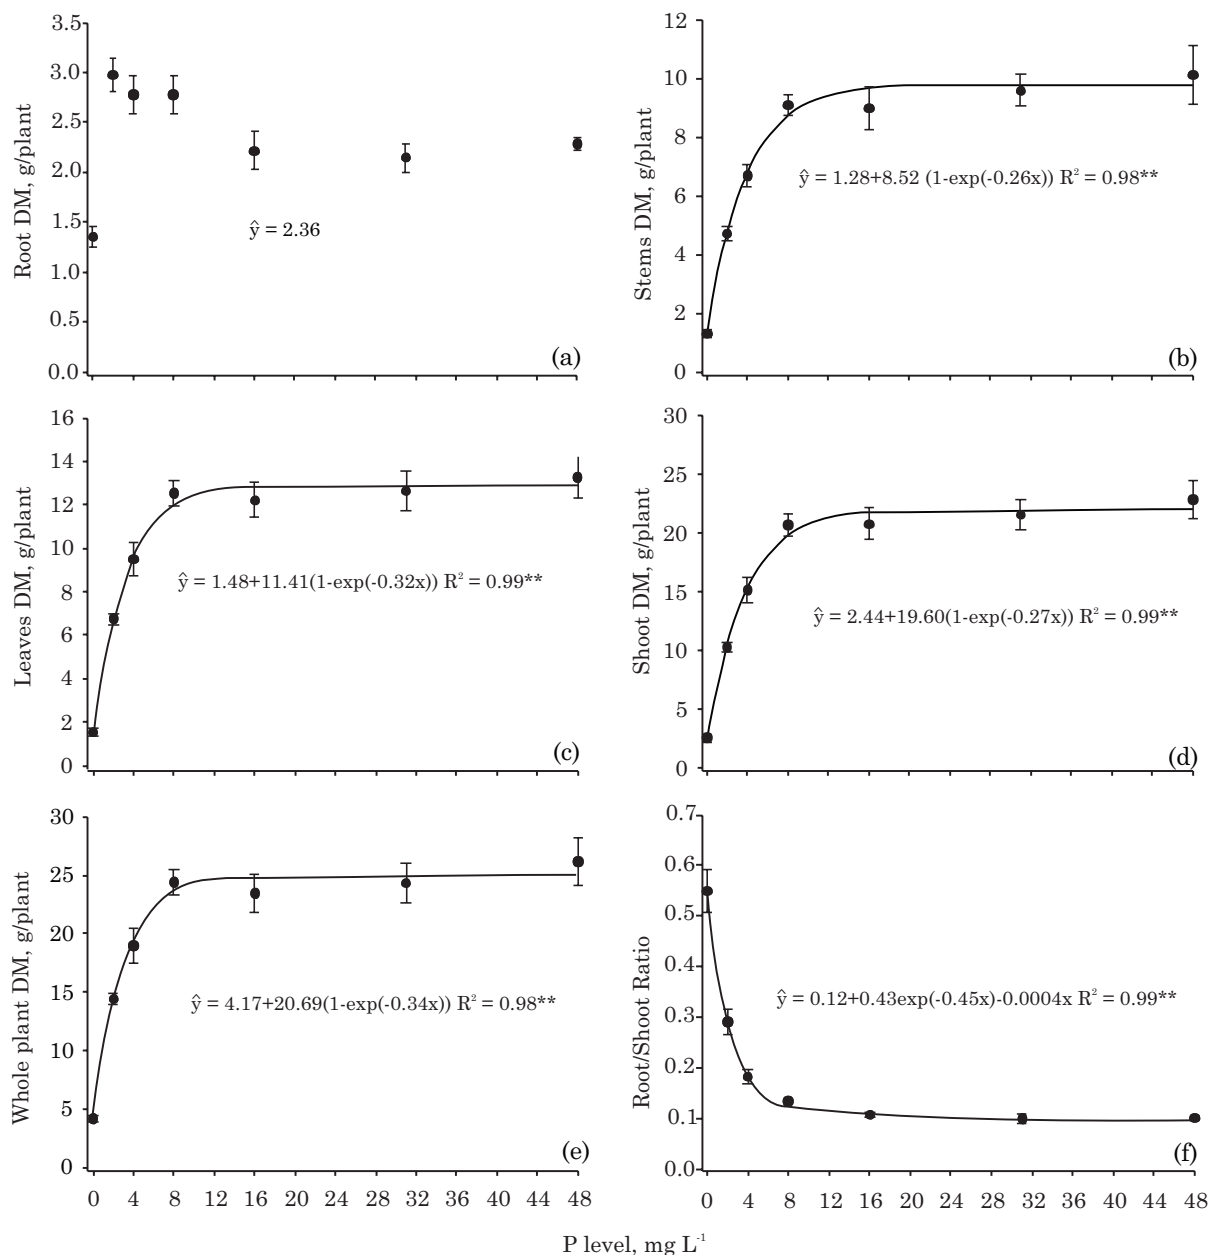 3.5
3.0
2.5
2.0
1.5
1.0
0.5
0.0
Root DM, g/plant
ŷ = 2.36
(a)
12
10
8
6
4
2
0
Stems DM, g/plant
ŷ = 1.28+8.52 (1-exp(-0.26x)) R² = 0.98**
(b)
16
14
12
10
8
6
4
2
0
Leaves DM, g/plant
ŷ = 1.48+11.41(1-exp(-0.32x)) R² = 0.99**
(c)
30
25
20
15
10
5
0
Shoot DM, g/plant
ŷ = 2.44+19.60(1-exp(-0.27x)) R² = 0.99**
(d)
30
25
20
15
10
5
0
Whole plant DM, g/plant
ŷ = 4.17+20.69(1-exp(-0.34x)) R² = 0.98**
(e)
0 4 8 12 16 20 24 28 32 36 40 44 48
0.7
0.6
0.5
0.4
0.3
0.2
0.1
0.0
Root/Shoot Ratio
ŷ = 0.12+0.43exp(-0.45x)-0.0004x R² = 0.99**
(f)
0 4 8 12 16 20 24 28 32 36 40 44 48
P level, mg L⁻¹